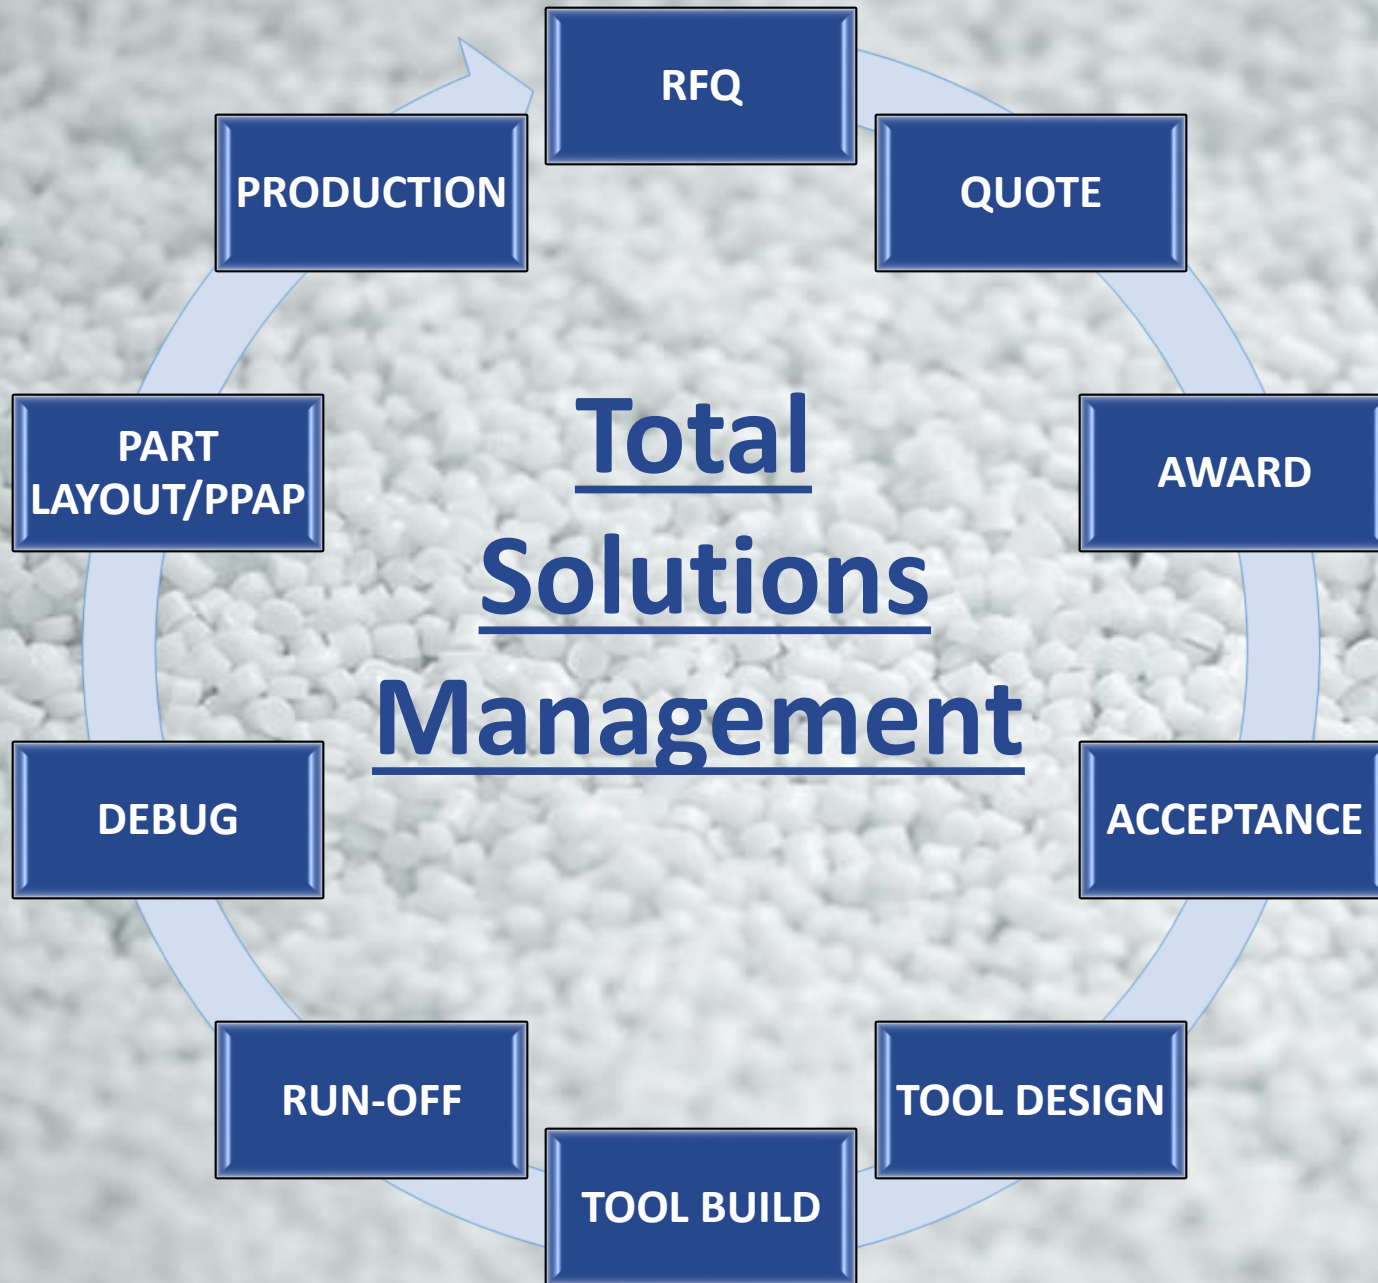 RFQ
QUOTE
AWARD
ACCEPTANCE
TOOL DESIGN
TOOL BUILD
RUN-OFF
DEBUG
PART
LAYOUT/PPAP
PRODUCTION
Total
Solutions
Management